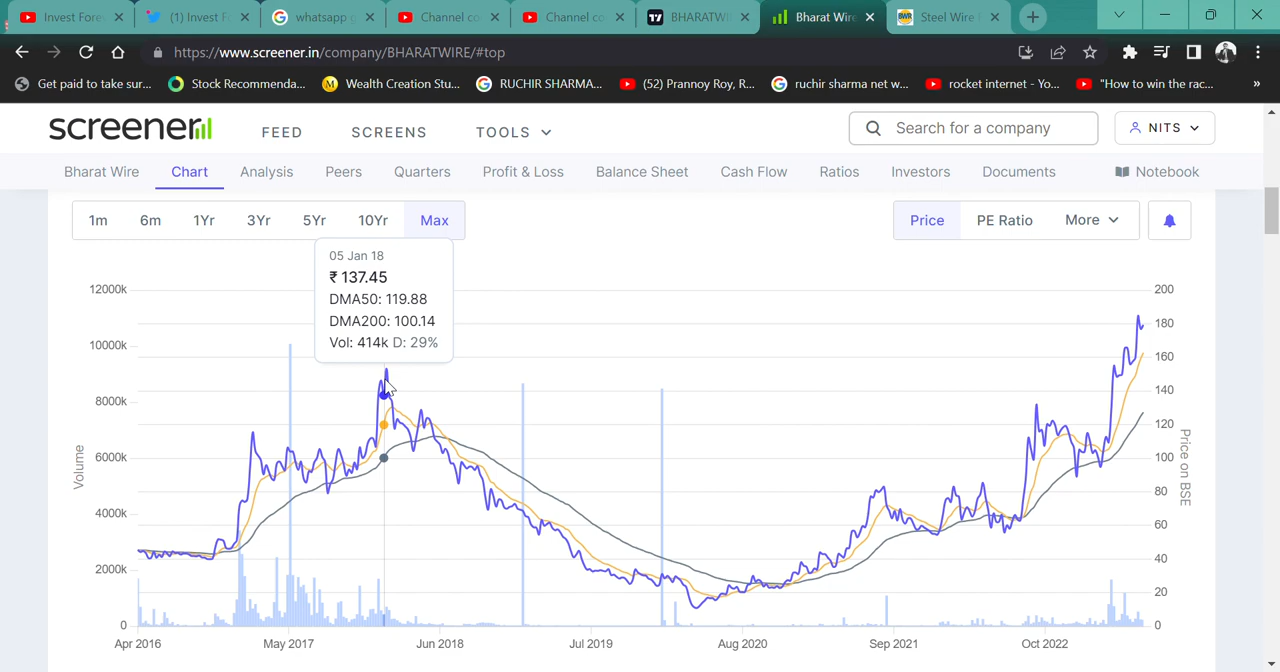 Invest Fores
(1) Invest Fo
whatsapp g
Channel co
Channel co
BHARATWI
Bharat Wire
Steel Wire
https://www.screener.in/company/BHARATWIRE/#top
Get paid to take sur...
Stock Recommenda...
Wealth Creation Stu...
RUCHIR SHARMA...
(52) Prannoy Roy, R...
ruchir sharma net w...
rocket internet - Yo...
"How to win the rac...
»
screener
FEED
SCREENS
TOOLS
Search for a company
NITS
Bharat Wire
Chart
Analysis
Peers
Quarters
Profit & Loss
Balance Sheet
Cash Flow
Ratios
Investors
Documents
Notebook
1m
6m
1Yr
3Yr
5Yr
10Yr
Max
Price
PE Ratio
More
05 Jan 18
₹ 137.45
DMA50: 119.88
DMA200: 100.14
Vol: 414k D: 29%
12000k
10000k
8000k
6000k
4000k
2000k
0
Volume
200
180
160
140
120
100
80
60
40
20
0
Price on BSE
Apr 2016
May 2017
Jun 2018
Jul 2019
Aug 2020
Sep 2021
Oct 2022